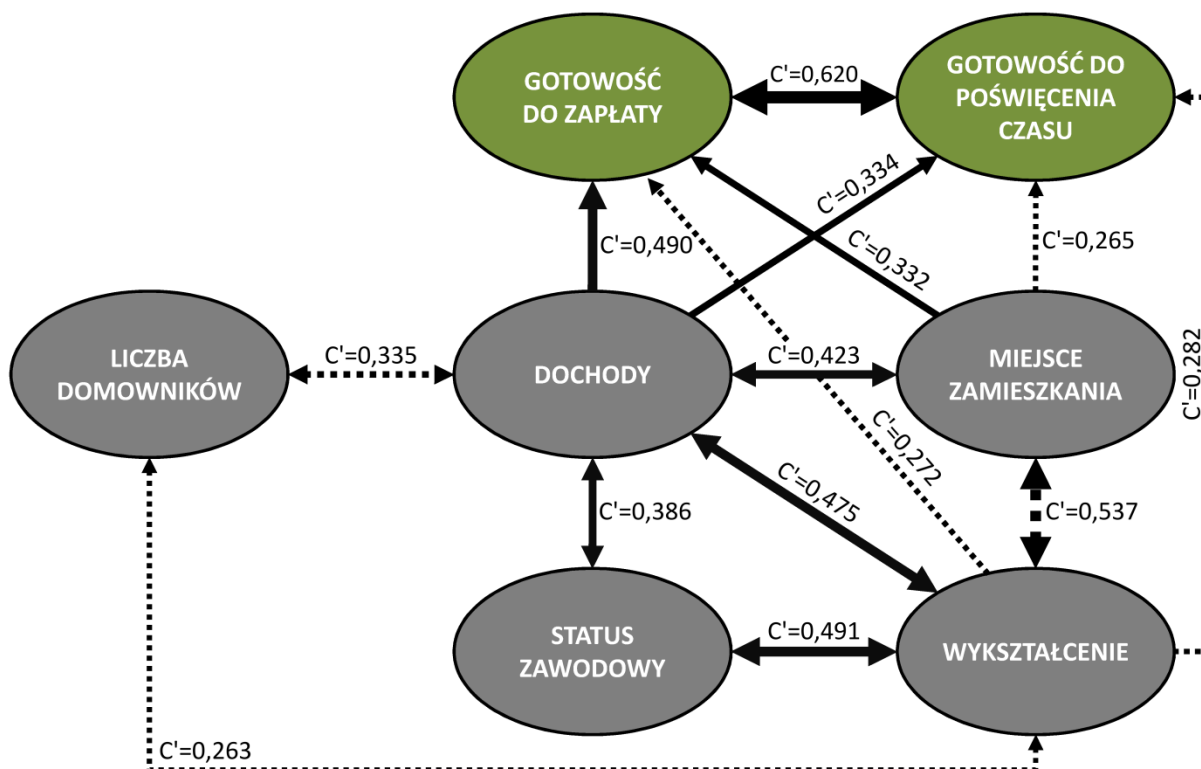 GOTOWOŚĆ
DO ZAPŁATY
C'=0,620
GOTOWOŚĆ DO
POŚWIĘCENIA
CZASU
C'=0,490
C'=0,334
C'=0,332
C'=0,265
LICZBA
DOMOWNIKÓW
C'=0,335
DOCHODY
C'=0,423
MIEJSCE
ZAMIESZKANIA
C'=0,282
C'=0,386
C'=0,475
C'=0,272
C'=0,537
STATUS
ZAWODOWY
C'=0,491
WYKSZTAŁCENIE
C'=0,263